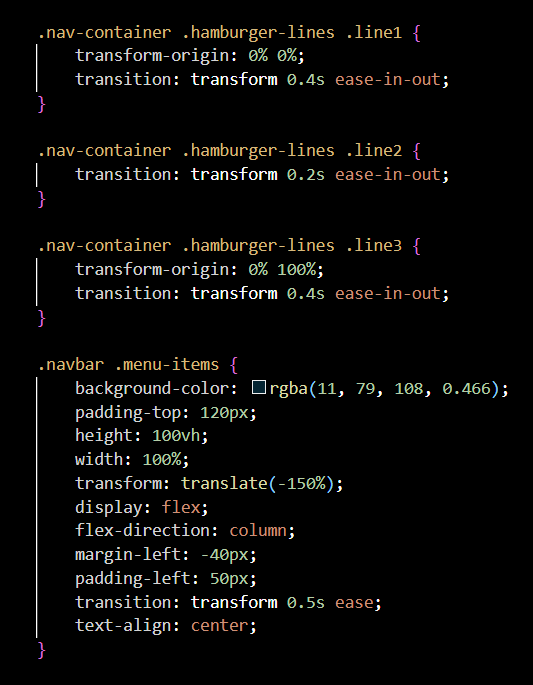 .nav-container .hamburger-lines .line1 {
transform-origin: 0% 0%;
transition: transform 0.4s ease-in-out;
}
.nav-container .hamburger-lines .line2 {
transition: transform 0.2s ease-in-out;
}
.nav-container .hamburger-lines .line3 {
transform-origin: 0% 100%;
transition: transform 0.4s ease-in-out;
}
.navbar .menu-items {
background-color: rgba(11, 79, 108, 0.466);
padding-top: 120px;
height: 100vh;
width: 100%;
transform: translate(-150%);
display: flex;
flex-direction: column;
margin-left: -40px;
padding-left: 50px;
transition: transform 0.5s ease;
text-align: center;
}